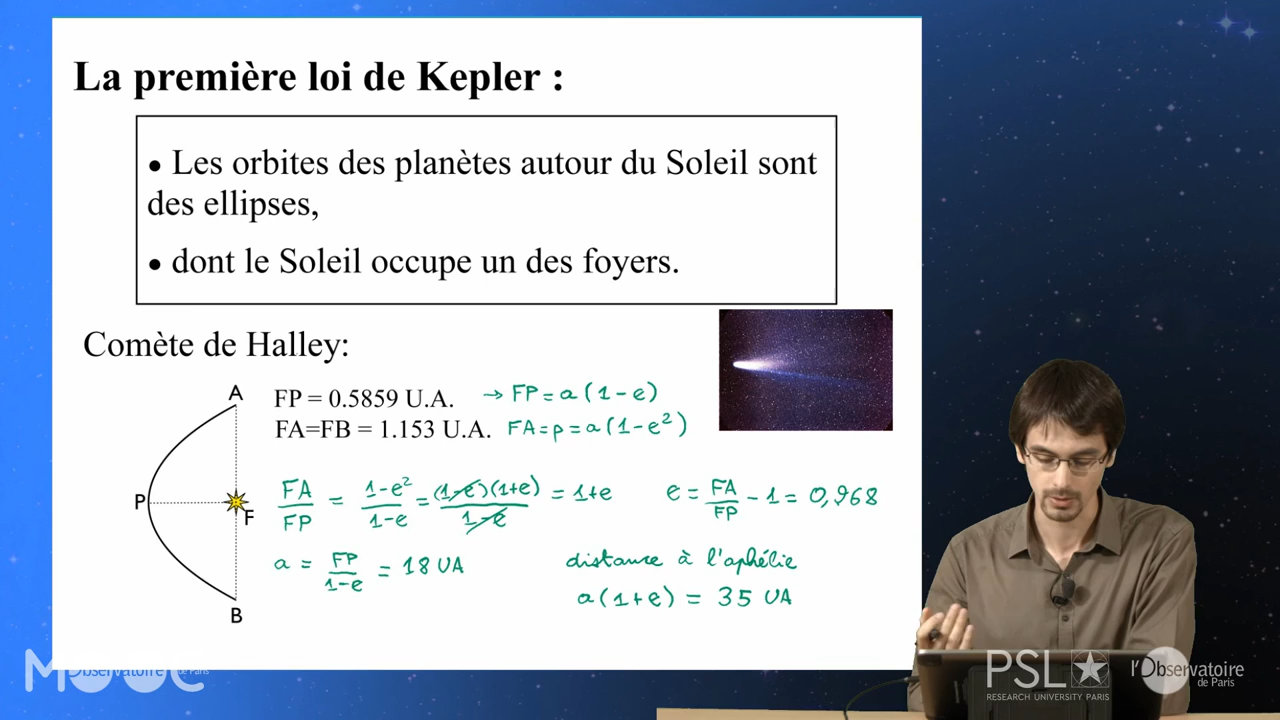 La première loi de Kepler :
• Les orbites des planètes autour du Soleil sont
des ellipses,
• dont le Soleil occupe un des foyers.
Comète de Halley:
A
FP = 0.5859 U.A. → FP = a(1-e)
FA=FB = 1.153 U.A. FA = p = a(1-e²)
P
F
B
FA/FP = 1-e²/1-e = (1-e)(1+e)/1-e = 1+e e = FA/FP - 1 = 0,968
a = FP/1-e = 18 UA
distance à l'aphélie
a(1+e) = 35 UA
MOOC
Observatoire de Paris
PSL
RESEARCH UNIVERSITY PARIS
l'Observatoire
de Paris